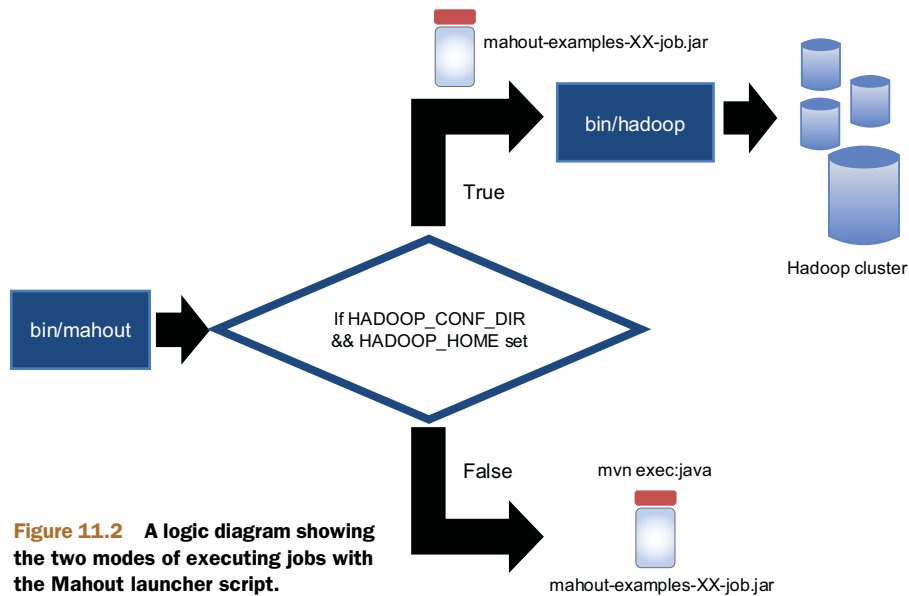 mahout-examples-XX-job.jar
bin/hadoop
True
Hadoop cluster
bin/mahout
If HADOOP_CONF_DIR
&& HADOOP_HOME set
False
mvn exec:java
mahout-examples-XX-job.jar
Figure 11.2 A logic diagram showing
the two modes of executing jobs with
the Mahout launcher script.